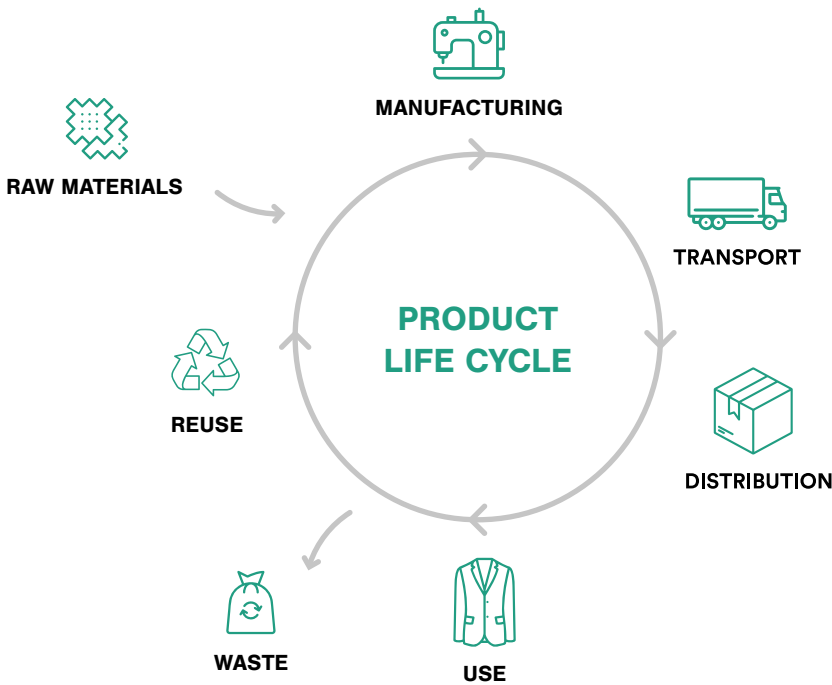 MANUFACTURING
RAW MATERIALS
TRANSPORT
PRODUCT
LIFE CYCLE
REUSE
DISTRIBUTION
WASTE
USE